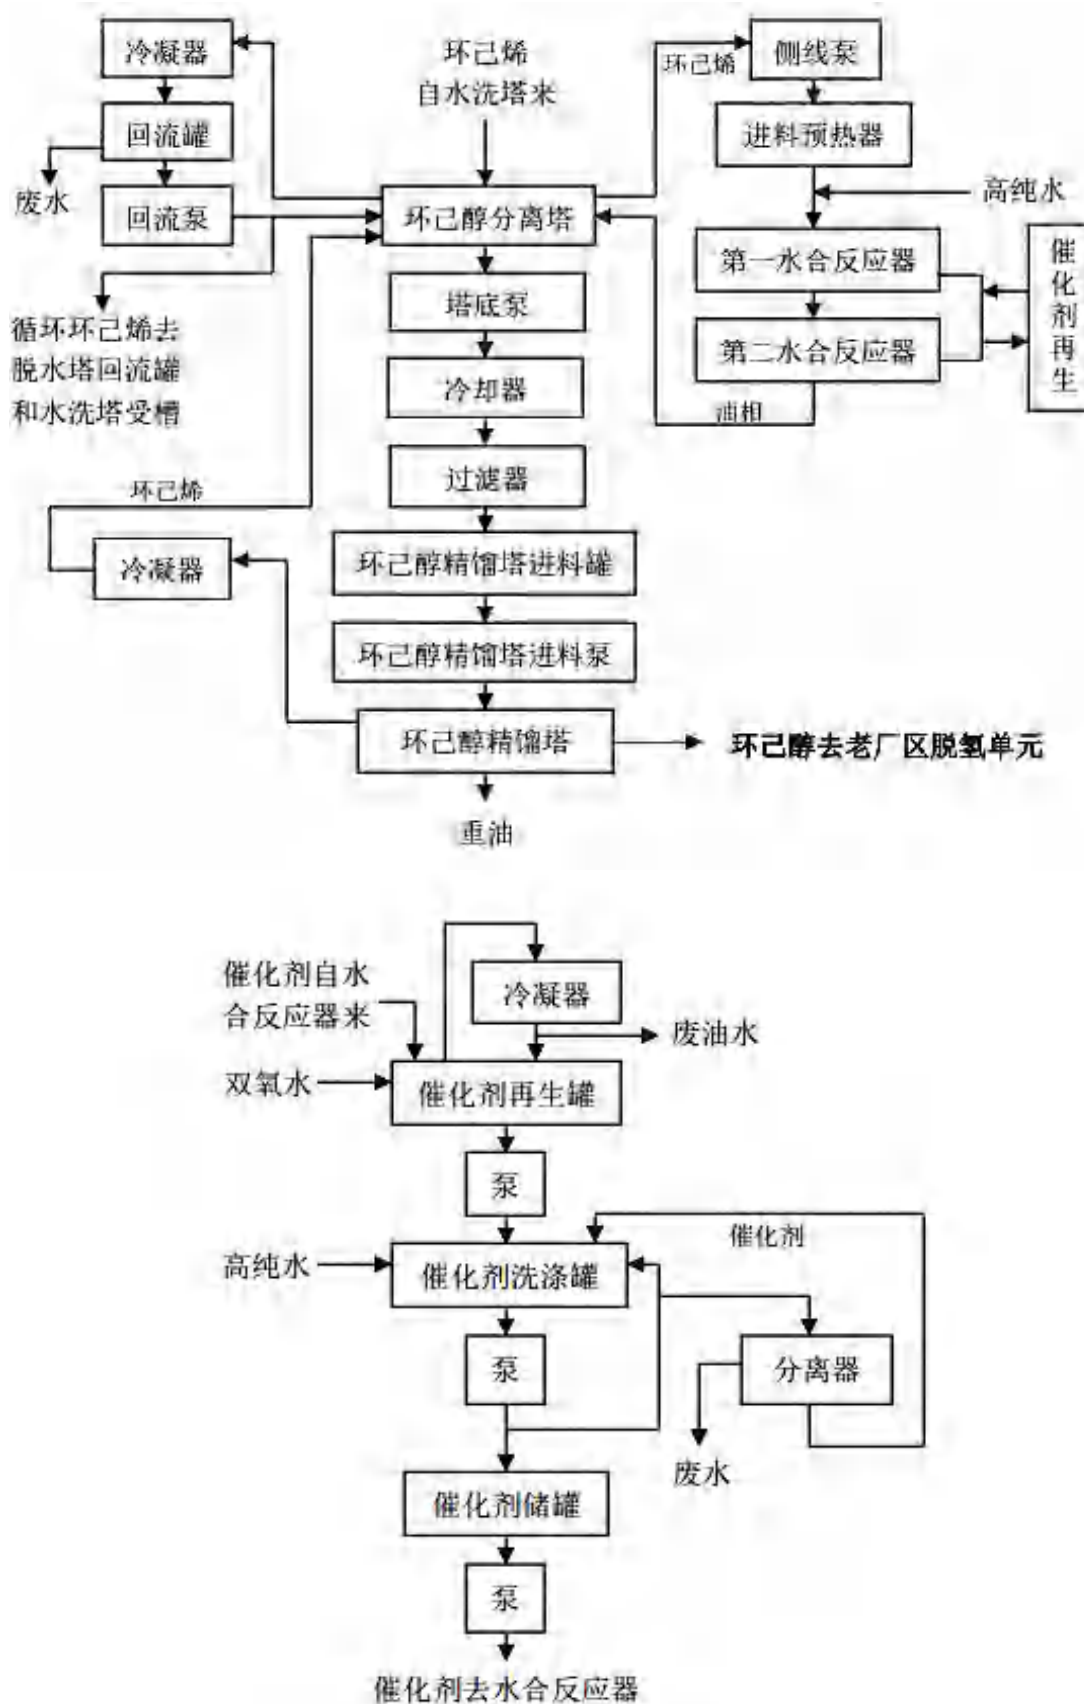 冷凝器
环己烯
自水洗塔来
环己烯
侧线泵
回流罐
进料预热器
废水
回流泵
环己醇分离塔
高纯水
第一水合反应器
催化剂再生
塔底泵
循环环己烯去
脱水塔回流罐
和水洗塔受槽
第二水合反应器
冷却器
油相
过滤器
环己烯
冷凝器
环己醇精馏塔进料罐
环己醇精馏塔进料泵
环己醇精馏塔
环己醇去老厂区脱氢单元
重油
催化剂自水
合反应器来
冷凝器
废油水
双氧水
催化剂再生罐
泵
催化剂
高纯水
催化剂洗涤罐
泵
分离器
废水
催化剂储罐
泵
催化剂去水合反应器